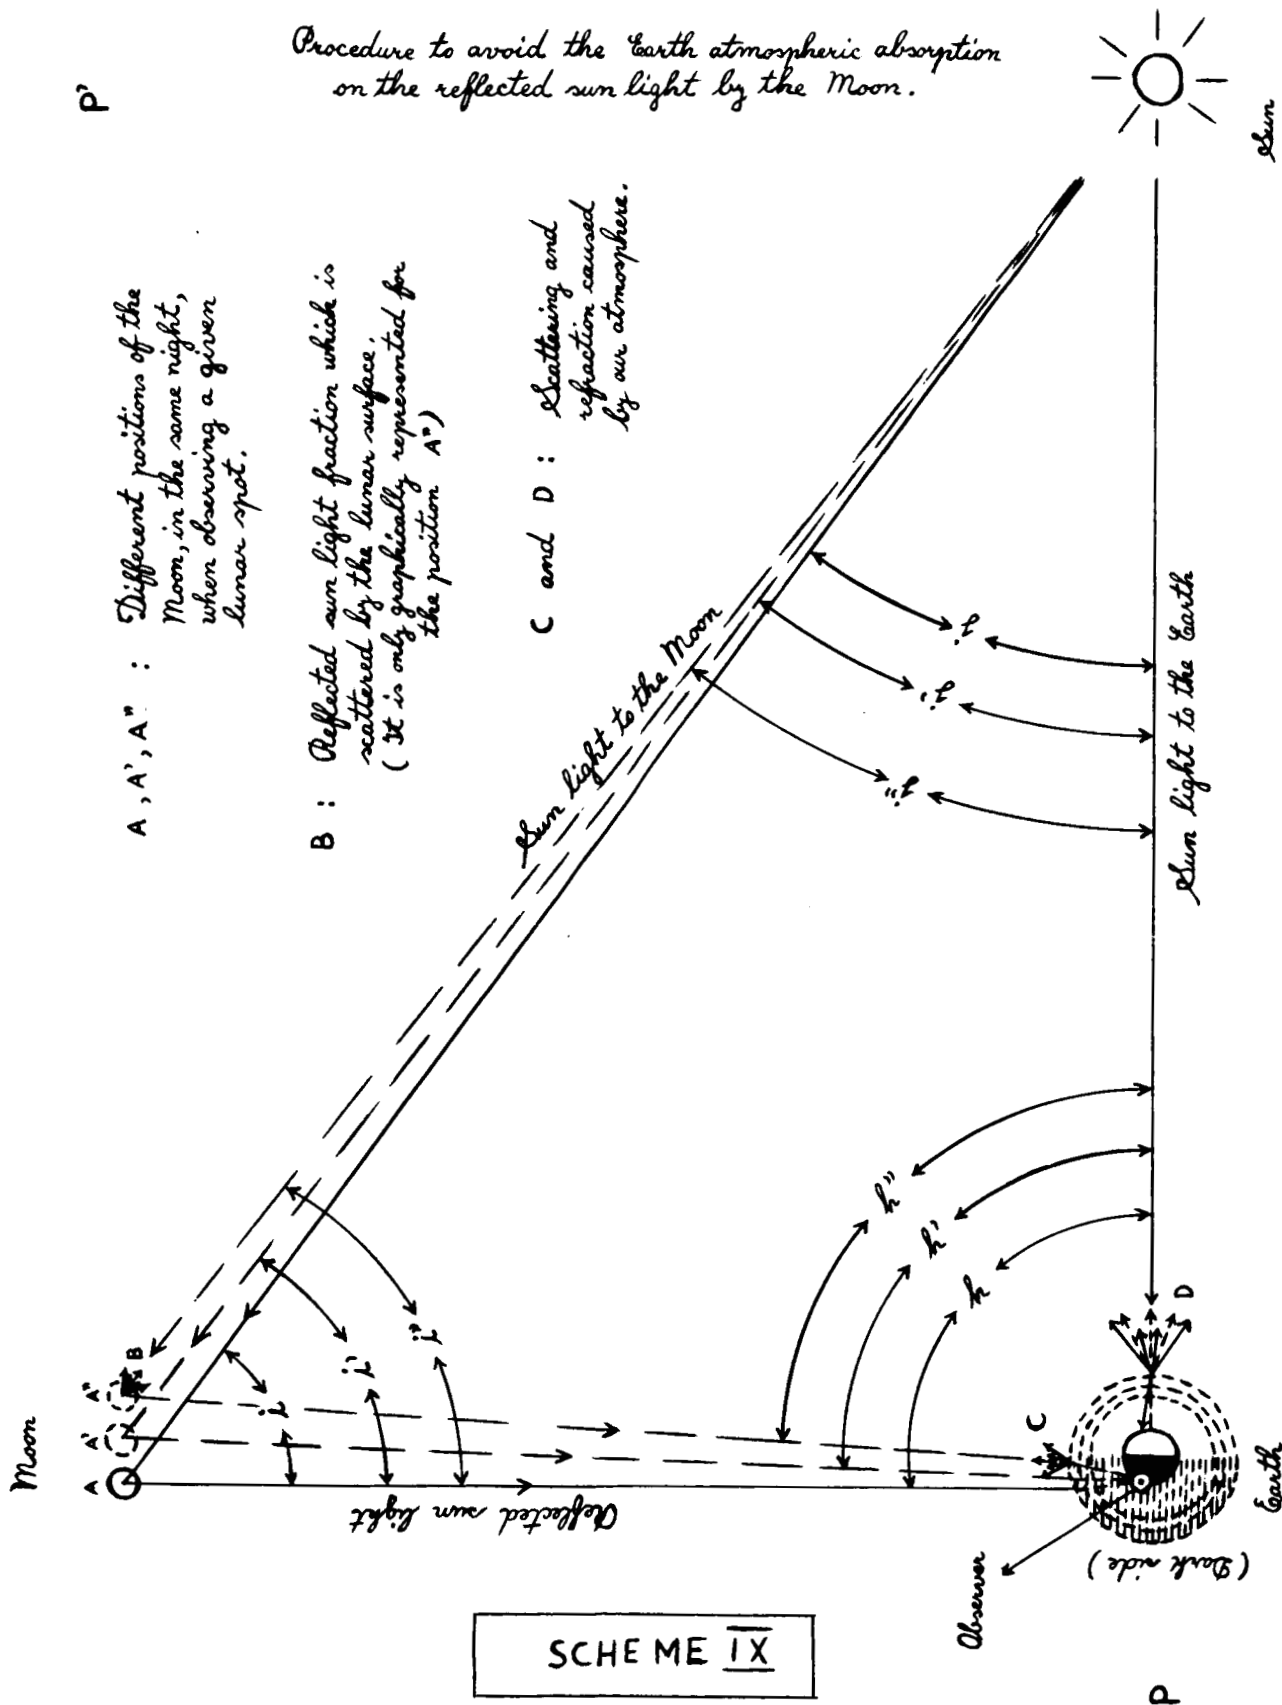 Procedure to avoid the Earth atmospheric absorption
on the reflected sun light by the Moon.
P'
Sun
A, A', A" : Different positions of the
Moon, in the same night,
when observing a given
lunar spot.
B : Reflected sun light fraction which is
scattered by the lunar surface.
(It is only graphically represented for
the position A")
C and D : Scattering and
refraction caused
by our atmosphere.
Sun light to the Moon
Sun light to the Earth
j
j'
j"
h"
h'
h
i
i'
i"
Moon
A
A'
A"
B
Reflected sun light
C
D
Observer
(Dark side)
Earth
P
SCHEME IX